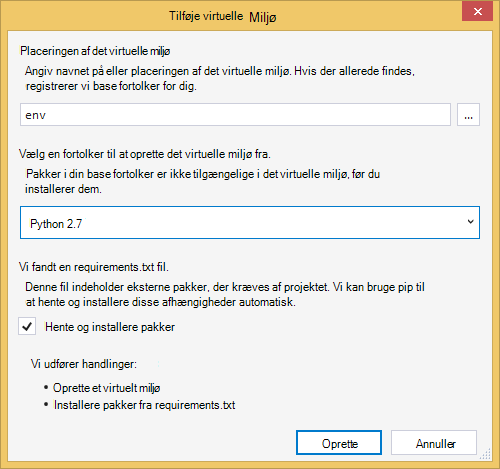 Tilføje virtuelle Miljø
Placeringen af det virtuelle miljø
Angiv navnet på eller placeringen af det virtuelle miljø. Hvis der allerede findes,
registrerer vi base fortolker for dig.
env
...
Vælg en fortolker til at oprette det virtuelle miljø fra.
Pakker i din base fortolker er ikke tilgængelige i det virtuelle miljø, før du
installerer dem.
Python 2.7
Vi fandt en requirements.txt fil.
Denne fil indeholder eksterne pakker, der kræves af projektet. Vi kan bruge pip til
at hente og installere disse afhængigheder automatisk.
Hente og installere pakker
Vi udfører handlinger:
• Oprette et virtuelt miljø
• Installere pakker fra requirements.txt
Oprette
Annuller